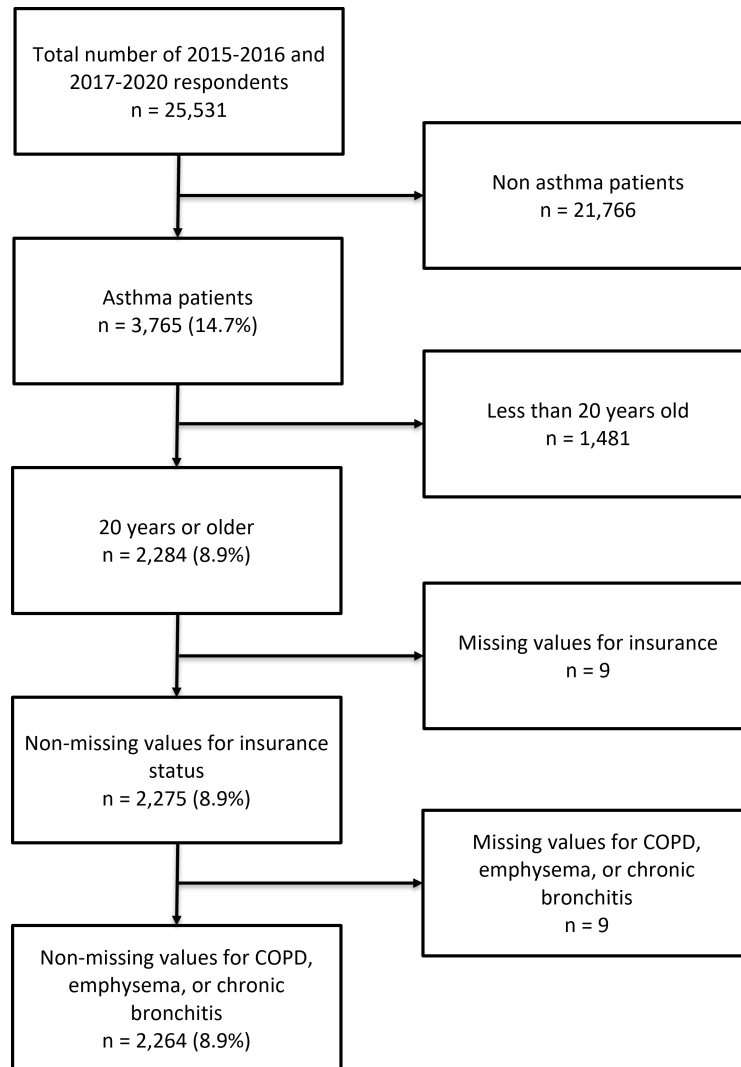 Total number of 2015-2016 and
2017-2020 respondents
n = 25,531
Non asthma patients
n = 21,766
Asthma patients
n = 3,765 (14.7%)
Less than 20 years old
n = 1,481
20 years or older
n = 2,284 (8.9%)
Missing values for insurance
n = 9
Non-missing values for insurance
status
n = 2,275 (8.9%)
Missing values for COPD,
emphysema, or chronic
bronchitis
n = 9
Non-missing values for COPD,
emphysema, or chronic
bronchitis
n = 2,264 (8.9%)